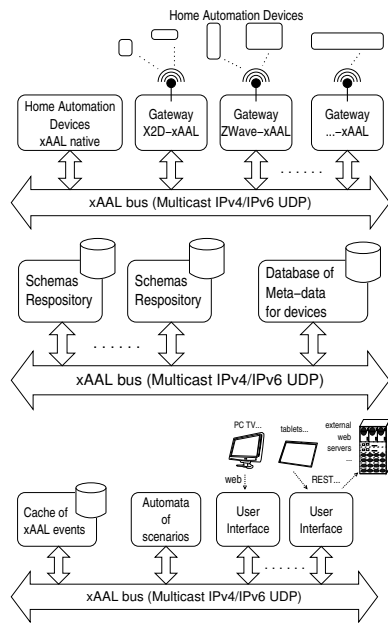 Home Automation Devices
Home Automation
Devices
xAAL native
Gateway
X2D−xAAL
Gateway
ZWave−xAAL
Gateway
...−xAAL
. . . . . .
xAAL bus (Multicast IPv4/IPv6 UDP)
Schemas
Respository
Schemas
Respository
Database of
Meta−data
for devices
. . . . . .
xAAL bus (Multicast IPv4/IPv6 UDP)
PC TV...
tablets...
external
web
servers
...
web
REST...
Cache of
xAAL events
Automata
of
scenarios
User
Interface
User
Interface
. . . . . .
xAAL bus (Multicast IPv4/IPv6 UDP)